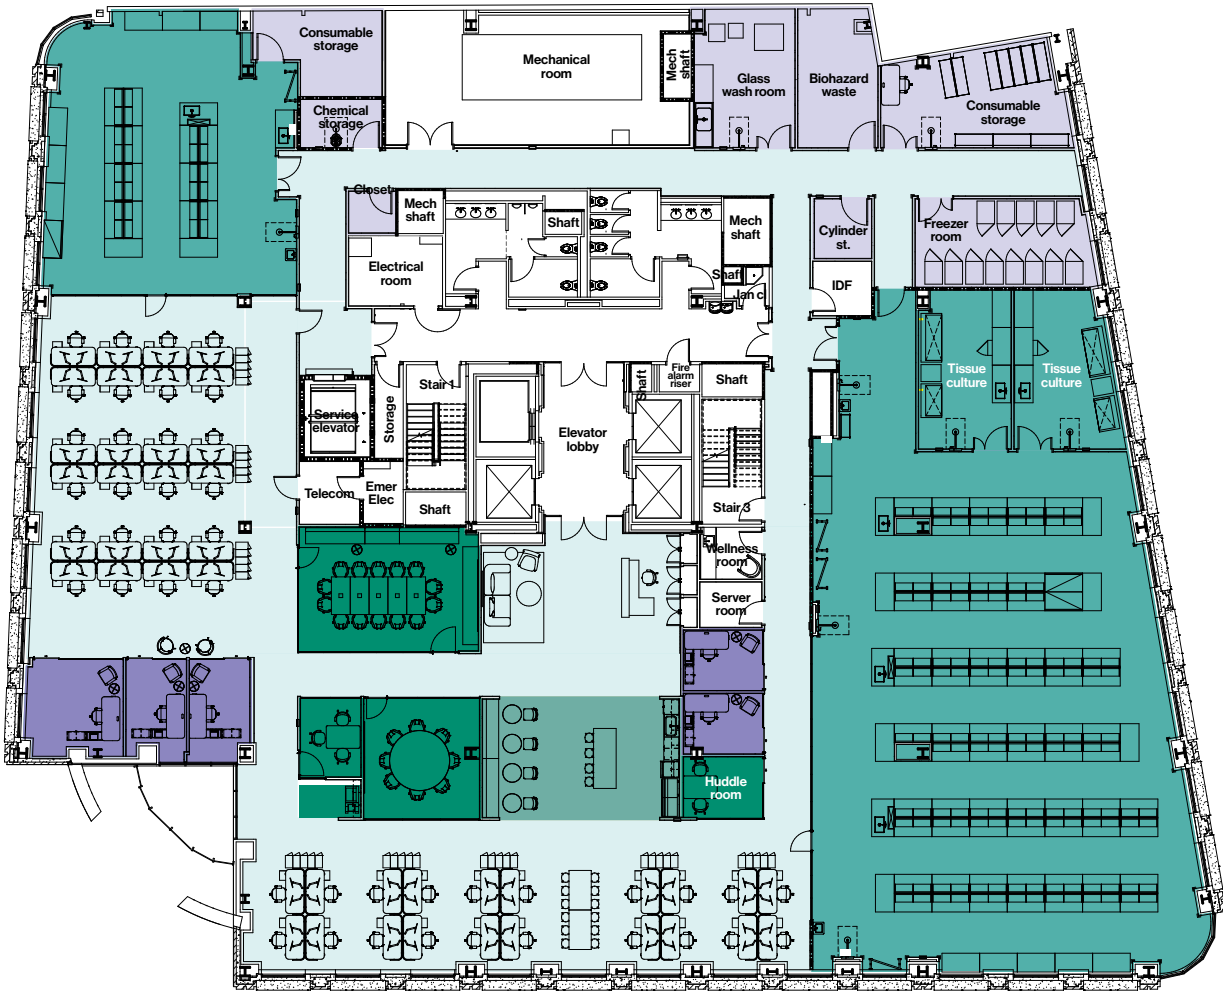 Consumable
storage
Mechanical
room
Mech
shaft
Glass
wash room
Biohazard
waste
Consumable
storage
Chemical
storage
Closet
Mech
shaft
Shaft
Mech
shaft
Cylinder
st.
Freezer
room
Electrical
room
Shaft
Jan cl
IDF
Stair 1
Shaft
Fire
alarm
riser
Shaft
Tissue
culture
Tissue
culture
Service
elevator
Storage
Elevator
lobby
Telecom
Emer
Elec
Shaft
Stair 3
Wellness
room
Server
room
Huddle
room